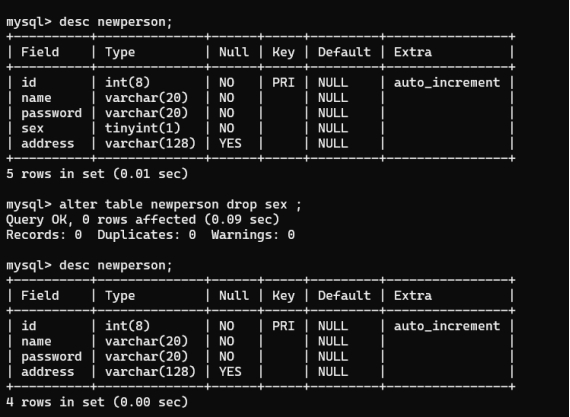 mysql> desc newperson;
+----------+--------------+------+-----+---------+----------------+
| Field    | Type         | Null | Key | Default | Extra          |
+----------+--------------+------+-----+---------+----------------+
| id       | int(8)       | NO   | PRI | NULL    | auto_increment |
| name     | varchar(20)  | NO   |     | NULL    |                |
| password | varchar(20)  | NO   |     | NULL    |                |
| sex      | tinyint(1)   | NO   |     | NULL    |                |
| address  | varchar(128) | YES  |     | NULL    |                |
+----------+--------------+------+-----+---------+----------------+
5 rows in set (0.01 sec)
mysql> alter table newperson drop sex ;
Query OK, 0 rows affected (0.09 sec)
Records: 0  Duplicates: 0  Warnings: 0
mysql> desc newperson;
+----------+--------------+------+-----+---------+----------------+
| Field    | Type         | Null | Key | Default | Extra          |
+----------+--------------+------+-----+---------+----------------+
| id       | int(8)       | NO   | PRI | NULL    | auto_increment |
| name     | varchar(20)  | NO   |     | NULL    |                |
| password | varchar(20)  | NO   |     | NULL    |                |
| address  | varchar(128) | YES  |     | NULL    |                |
+----------+--------------+------+-----+---------+----------------+
4 rows in set (0.00 sec)